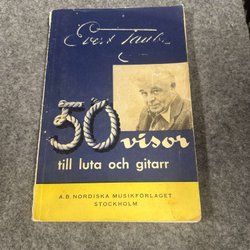 Evert Taube
50 visor
till luta och gitarr
A.B. NORDISKA MUSIKFÖRLAGET
STOCKHOLM